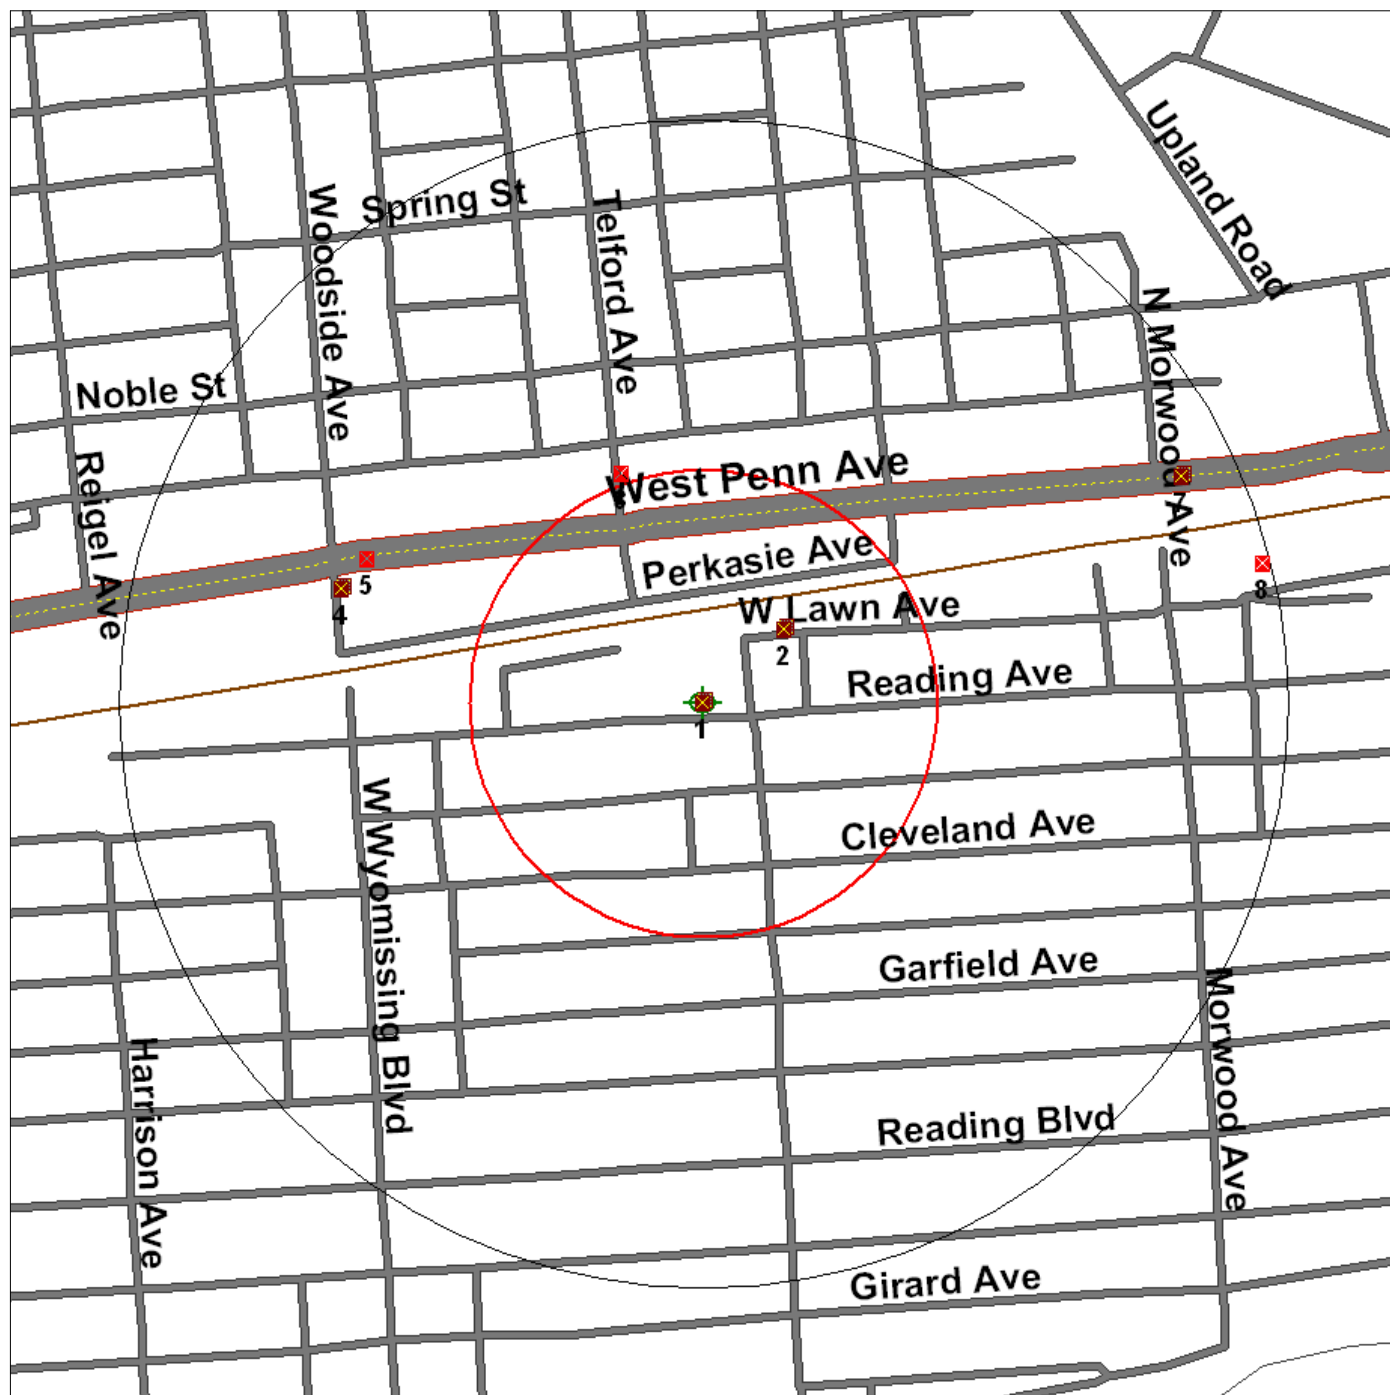 Upland Road
Spring St
Woodside Ave
Telford Ave
N Morwood Ave
Noble St
Reigel Ave
West Penn Ave
Perkasie Ave
5
4
8
W Lawn Ave
2
Reading Ave
1
W Wyomissing Blvd
Cleveland Ave
Garfield Ave
Morwood Ave
Harrison Ave
Reading Blvd
Girard Ave